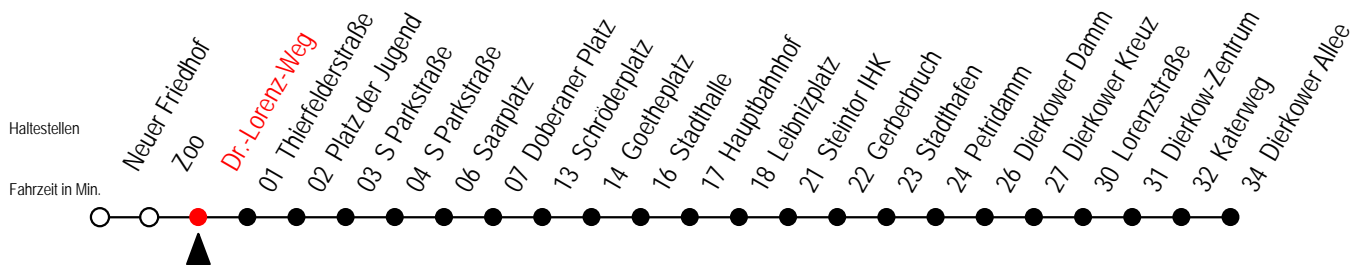 Haltestellen
Fahrzeit in Min.
Neuer Friedhof
Zoo
Dr.-Lorenz-Weg
01 Thierfelderstraße
02 Platz der Jugend
03 S Parkstraße
04 S Parkstraße
06 Saarplatz
07 Doberaner Platz
13 Schröderplatz
14 Goetheplatz
16 Stadthalle
17 Hauptbahnhof
18 Leibnizplatz
21 Steintor IHK
22 Gerberbruch
23 Stadthafen
24 Petridamm
26 Dierkower Damm
27 Dierkower Kreuz
30 Lorenzstraße
31 Dierkow-Zentrum
32 Katerweg
34 Dierkower Allee